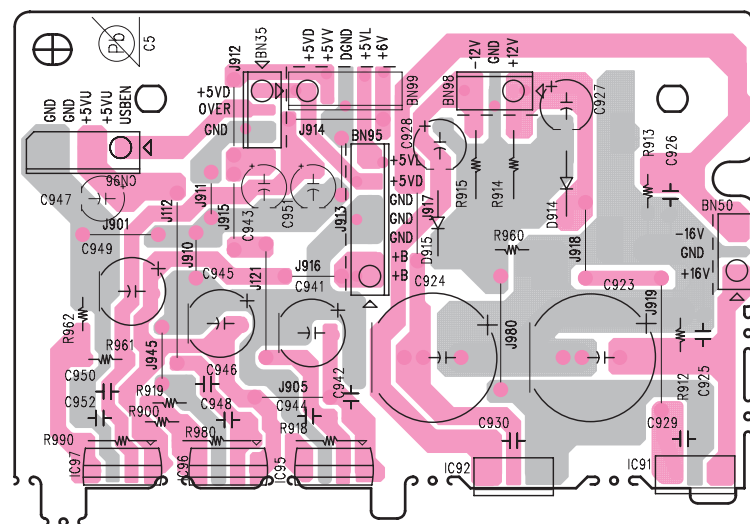 Pb
C5
J912
BN35
+5VD
+5VV
DGND
+5VL
+6V
BN99
-12V
GND
+12V
BN98
C927
GND
GND
+5VU
+5VU
USBEN
+5VD
OVER
GND
J914
BN95
C928
R913
C926
BN96
C947
J901
J112
J911
J915
C943
C951
J913
+5VL
+5VD
GND
GND
GND
+B
+B
J917
R915
R914
D914
D915
R960
J918
BN50
-16V
GND
+16V
C949
J910
C945
J121
J916
C941
C924
C923
J919
R962
R961
J945
J980
C950
C952
R919
R900
C946
C948
J905
C944
C942
R912
C925
R990
R980
R918
C930
C929
IC97
IC96
IC95
IC92
IC91